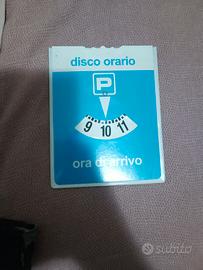 disco orario
P
9 10 11
ora di arrivo
subito